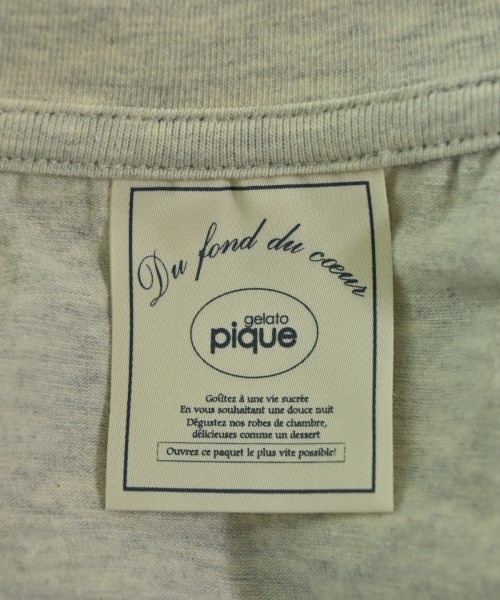 Du fond du cœur
gelato
pique
Goûtez à une vie sucrée
En vous souhaitant une douce nuit
Dégustez nos robes de chambre,
délicieuses comme un dessert
Ouvrez ce paquet le plus vite possible!